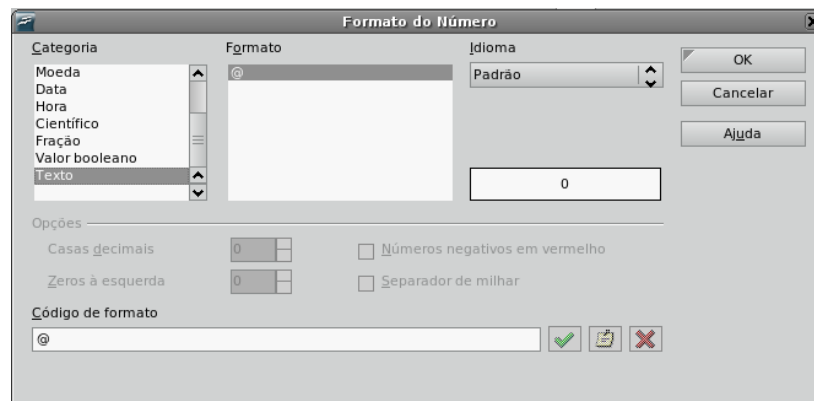 Formato do Número
Categoria
Formato
Idioma
Moeda
Data
Hora
Científico
Fração
Valor booleano
Texto
@
Padrão
OK
Cancelar
Ajuda
0
Opções
Casas decimais
0
Números negativos em vermelho
Zeros à esquerda
0
Separador de milhar
Código de formato
@